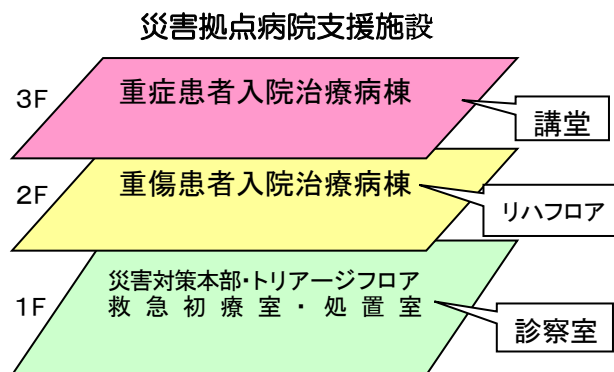 災害拠点病院支援施設
3F
重症患者入院治療病棟
講堂
2F
重傷患者入院治療病棟
リハフロア
1F
災害対策本部・トリアージフロア
救急初療室・処置室
診察室